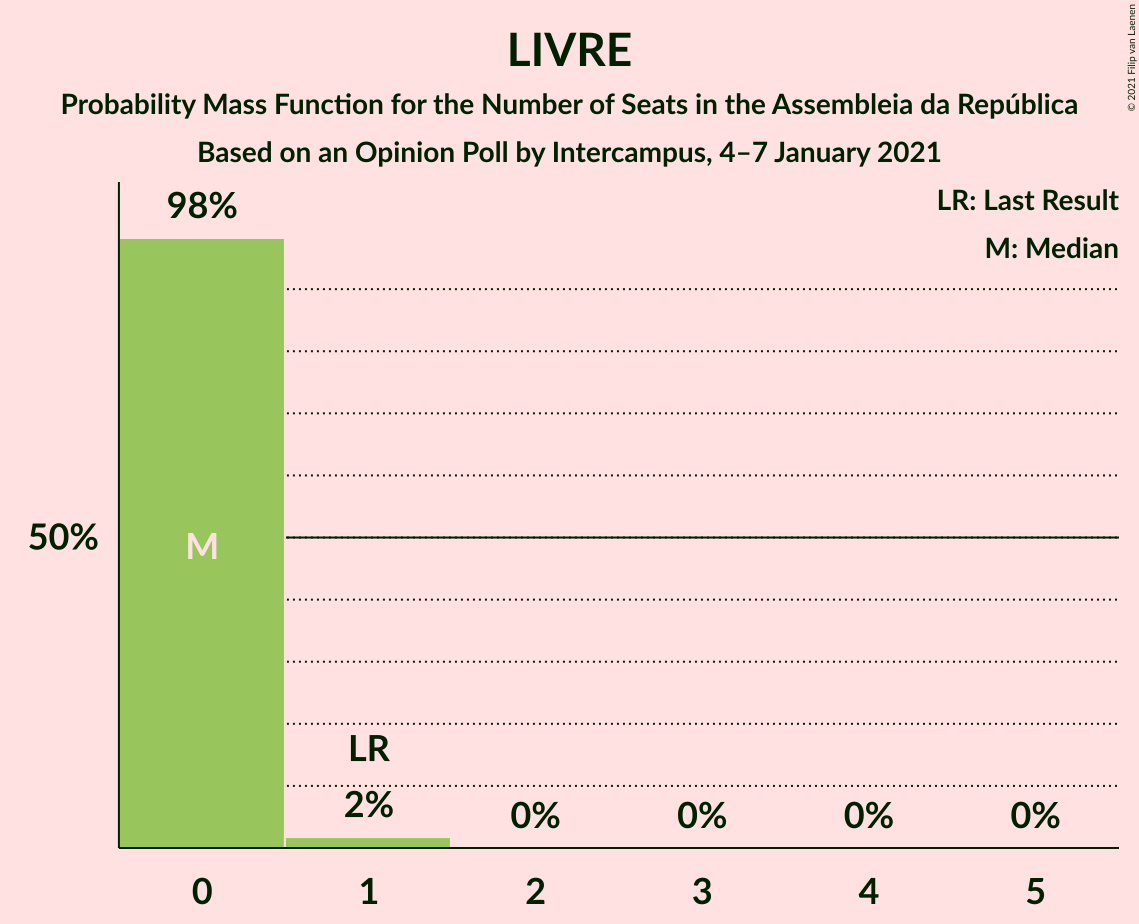 LIVRE
Probability Mass Function for the Number of Seats in the Assembleia da República
Based on an Opinion Poll by Intercampus, 4–7 January 2021
© 2021 Filip van Laenen
LR: Last Result
M: Median
98%
50%
M
LR
2%
0%
0%
0%
0%
0
1
2
3
4
5